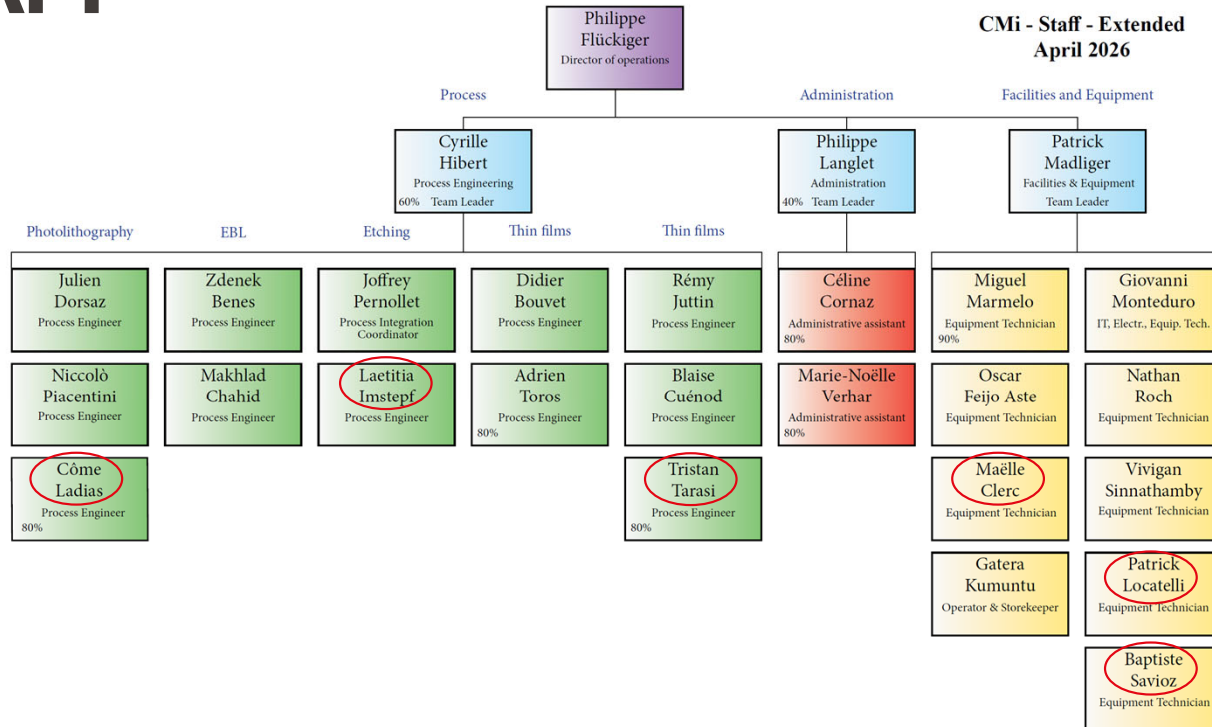 Philippe
Flückiger
Director of operations
CMi - Staff - Extended
April 2026
Process
Administration
Facilities and Equipment
Cyrille
Hibert
Process Engineering
60% Team Leader
Philippe
Langlet
Administration
40% Team Leader
Patrick
Madliger
Facilities & Equipment
Team Leader
Photolithography
EBL
Etching
Thin films
Thin films
Julien
Dorsaz
Process Engineer
Zdenek
Benes
Process Engineer
Joffrey
Pernollet
Process Integration
Coordinator
Didier
Bouvet
Process Engineer
Rémy
Juttin
Process Engineer
Céline
Cornaz
Administrative assistant
80%
Miguel
Marmelo
Equipment Technician
90%
Giovanni
Monteduro
IT, Electr., Equip. Tech.
Niccolò
Piacentini
Process Engineer
Makhlad
Chahid
Process Engineer
Laetitia
Imstepf
Process Engineer
Adrien
Toros
Process Engineer
80%
Blaise
Cuénod
Process Engineer
Marie-Noëlle
Verhar
Administrative assistant
80%
Oscar
Feijo Aste
Equipment Technician
Nathan
Roch
Equipment Technician
Côme
Ladias
Process Engineer
80%
Tristan
Tarasi
Process Engineer
80%
Maëlle
Clerc
Equipment Technician
Vivigan
Sinnathamby
Equipment Technician
Gatera
Kumuntu
Operator & Storekeeper
Patrick
Locatelli
Equipment Technician
Baptiste
Savioz
Equipment Technician